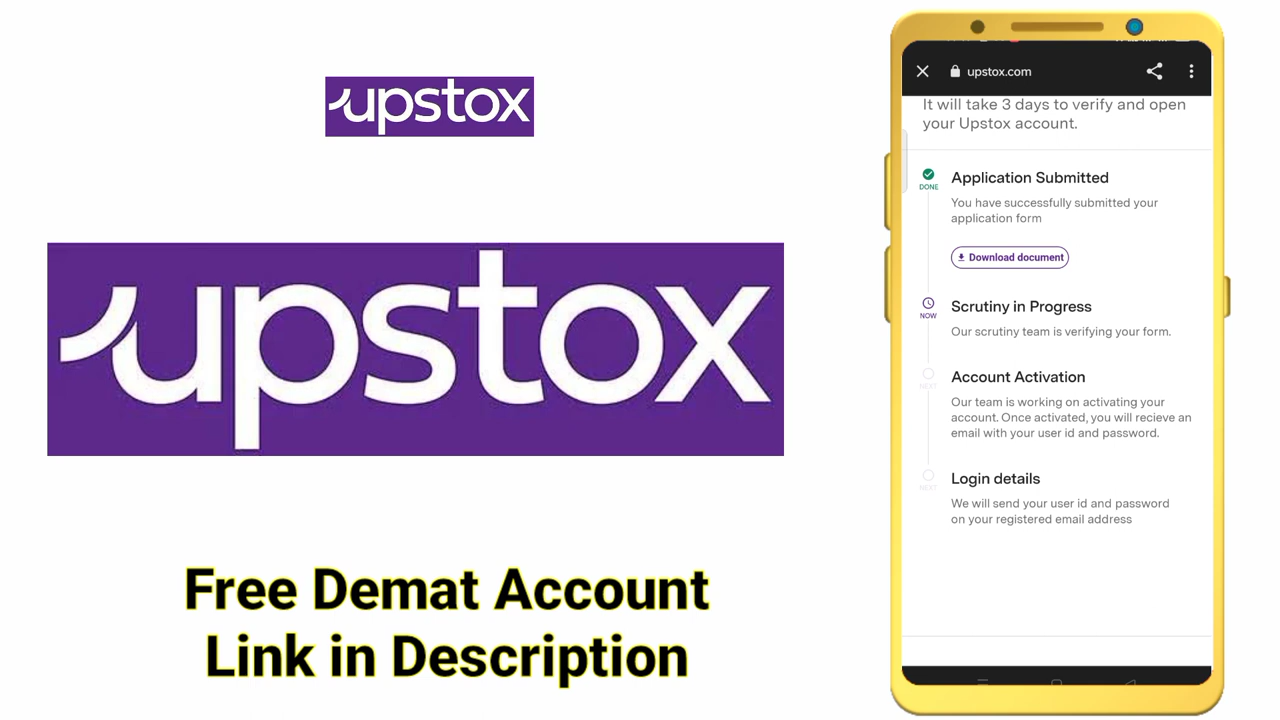 upstox
upstox
Free Demat Account
Link in Description
upstox.com
It will take 3 days to verify and open
your Upstox account.
DONE
Application Submitted
You have successfully submitted your
application form
Download document
NOW
Scrutiny in Progress
Our scrutiny team is verifying your form.
NEXT
Account Activation
Our team is working on activating your
account. Once activated, you will recieve an
email with your user id and password.
NEXT
Login details
We will send your user id and password
on your registered email address